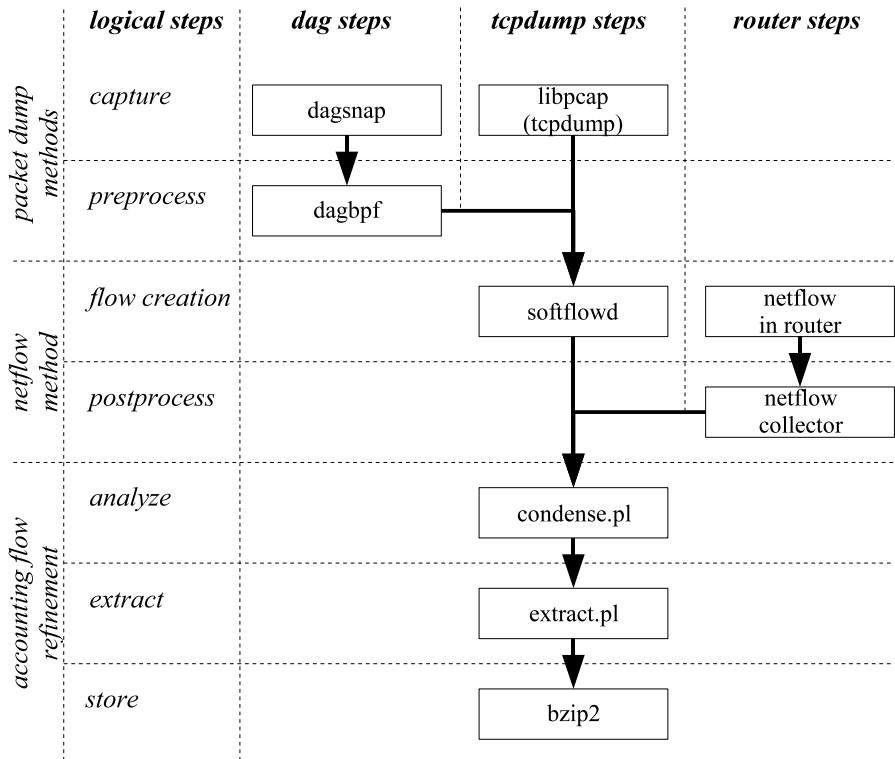 logical steps
dag steps
tcpdump steps
router steps
packet dump
methods
capture
dagsnap
libpcap
(tcpdump)
preprocess
dagbpf
netflow
method
flow creation
softflowd
netflow
in router
postprocess
netflow
collector
accounting flow
refinement
analyze
condense.pl
extract
extract.pl
store
bzip2